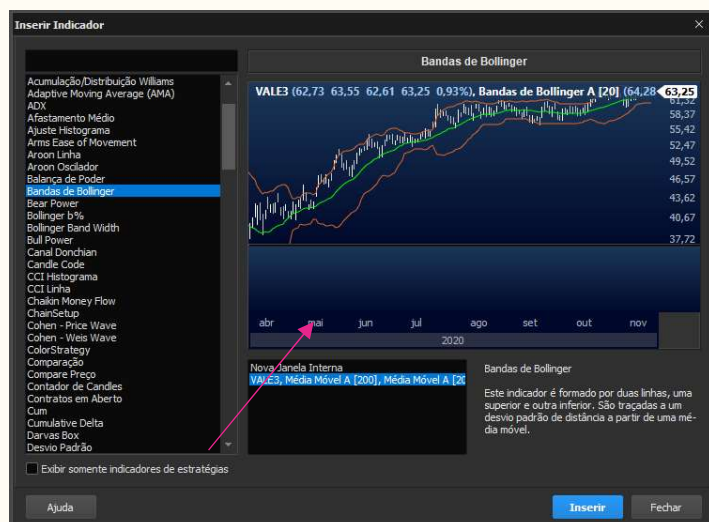 Inserir Indicador
Bandas de Bollinger
Acumulação/Distribuição Williams
Adaptive Moving Average (AMA)
ADX
Afastamento Médio
Ajuste Histograma
Arms Ease of Movement
Aroon Linha
Aroon Oscilador
Balança de Poder
Bandas de Bollinger
Bear Power
Bollinger b%
Bollinger Band Width
Bull Power
Canal Donchian
Candle Code
CCI Histograma
CCI Linha
Chaikin Money Flow
ChainSetup
Cohen - Price Wave
Cohen - Weis Wave
ColorStrategy
Comparação
Compare Preço
Contador de Candles
Contratos em Aberto
Cum
Cumulative Delta
Darvas Box
Desvio Padrão
Exibir somente indicadores de estratégias
VALE3 (62,73 63,55 62,61 63,25 0,93%), Bandas de Bollinger A [20] (64,28
63,25
61,32
58,37
55,42
52,47
49,52
46,57
43,62
40,67
37,72
abr mai jun jul ago set out nov
2020
Nova Janela Interna
VALE3, Média Móvel A [200], Média Móvel A [20
Bandas de Bollinger
Este indicador é formado por duas linhas, uma
superior e outra inferior. São traçadas a um
desvio padrão de distância a partir de uma mé-
dia móvel.
Ajuda
Inserir
Fechar